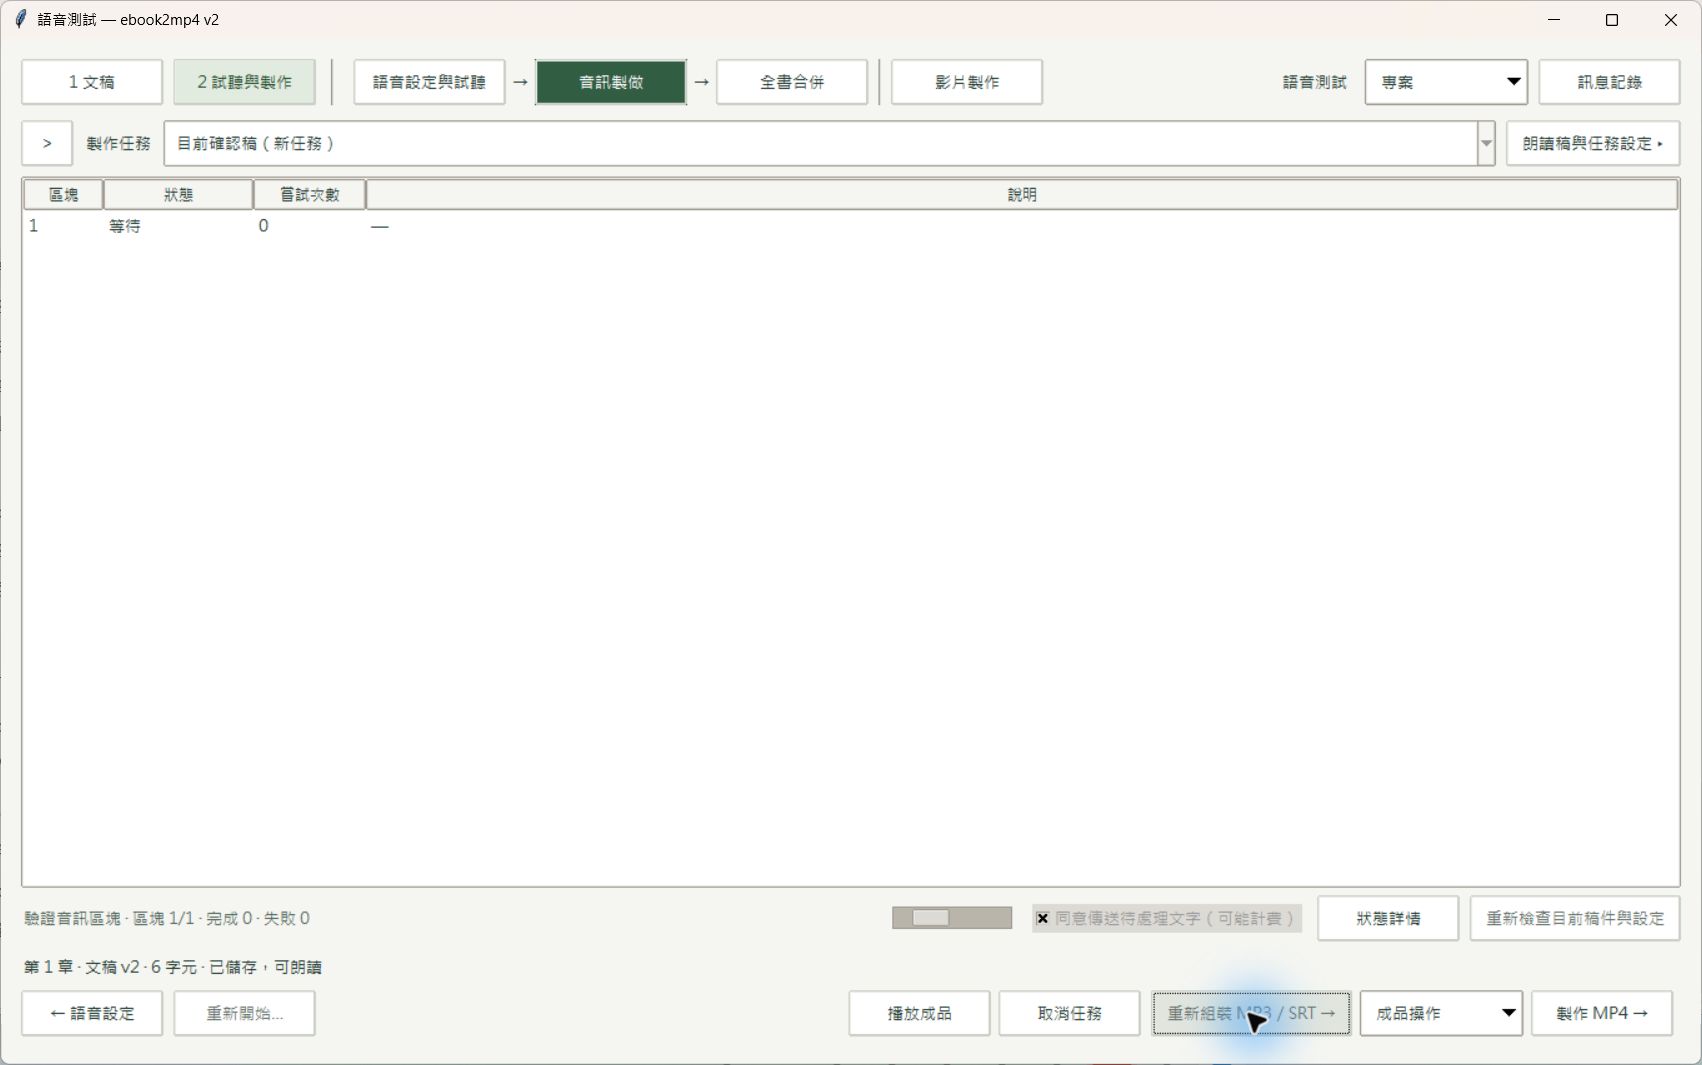 語音測試 — ebook2mp4 v2
1 文稿 2 試聽與製作 語音設定與試聽 → 音訊製做 → 全書合併 影片製作 語音測試 專案 訊息記錄
> 製作任務 目前確認稿（新任務） 朗讀稿與任務設定 ▸
區塊 狀態 嘗試次數 說明
1 等待 0 —
驗證音訊區塊 · 區塊 1/1 · 完成 0 · 失敗 0 同意傳送待處理文字（可能計費） 狀態詳情 重新檢查目前稿件與設定
第 1 章 · 文稿 v2 · 6 字元 · 已儲存，可朗讀
← 語音設定 重新開始... 播放成品 取消任務 重新組裝 MP3 / SRT → 成品操作 製作 MP4 →